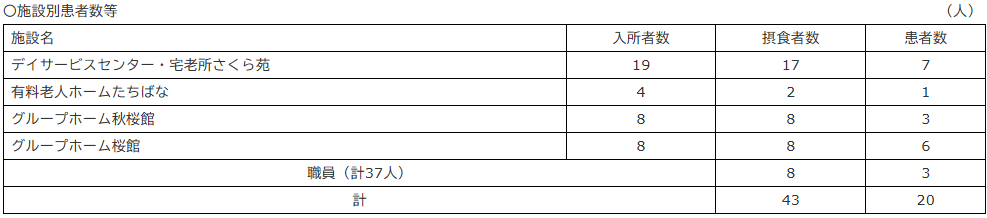 〇施設別患者数等 （人）
施設名 入所者数 摂食者数 患者数
デイサービスセンター・宅老所さくら苑 19 17 7
有料老人ホームたちばな 4 2 1
グループホーム秋桜館 8 8 3
グループホーム桜館 8 8 6
職員（計37人） 8 3
計 43 20